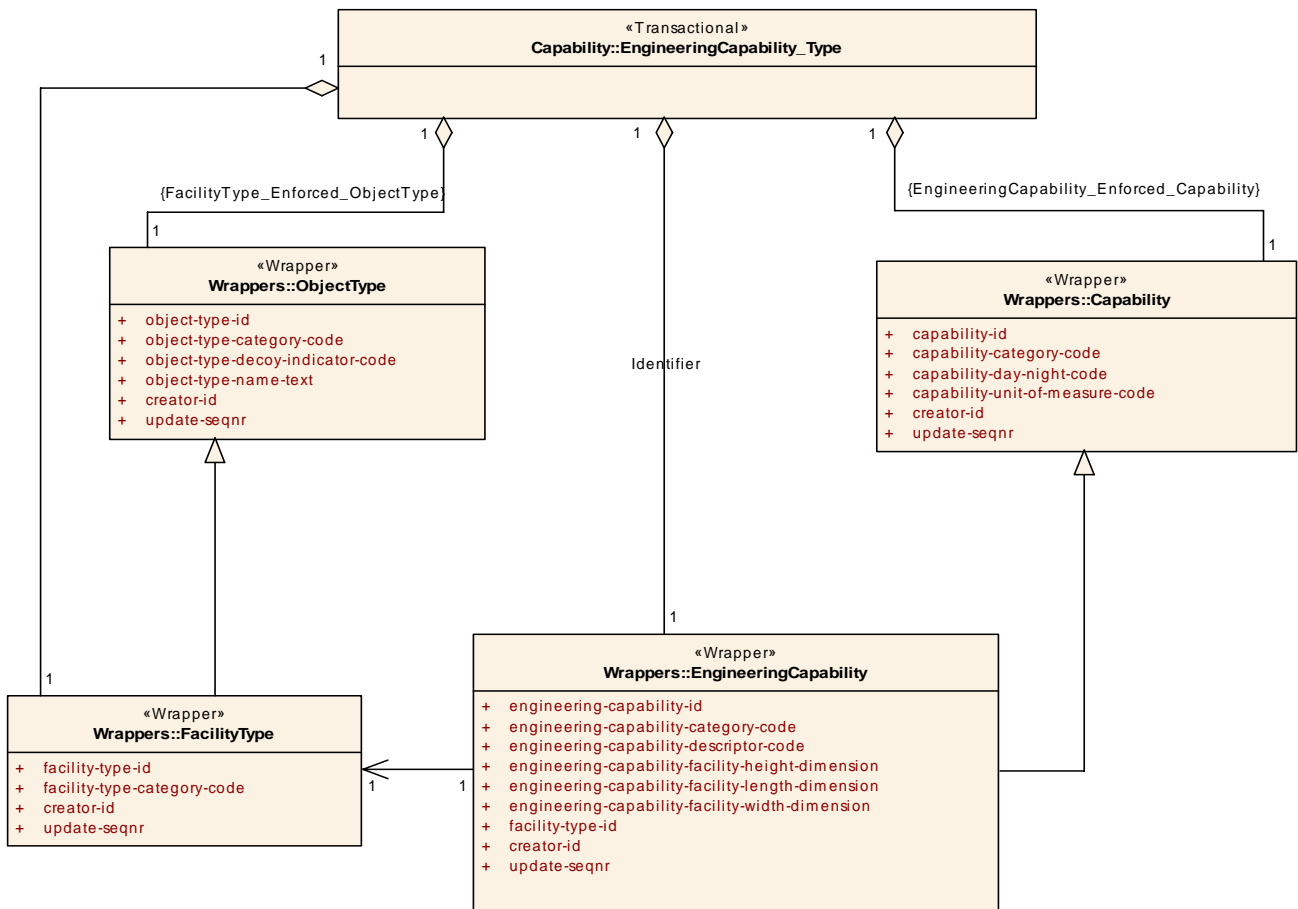 «Transactional»
Capability::EngineeringCapability_Type
1
1
1
1
{FacilityType_Enforced_ObjectType}
{EngineeringCapability_Enforced_Capability}
1
1
«Wrapper»
Wrappers::ObjectType
+ object-type-id
+ object-type-category-code
+ object-type-decoy-indicator-code
+ object-type-name-text
+ creator-id
+ update-seqnr
«Wrapper»
Wrappers::Capability
+ capability-id
+ capability-category-code
+ capability-day-night-code
+ capability-unit-of-measure-code
+ creator-id
+ update-seqnr
Identifier
1
1
«Wrapper»
Wrappers::FacilityType
+ facility-type-id
+ facility-type-category-code
+ creator-id
+ update-seqnr
1
1
«Wrapper»
Wrappers::EngineeringCapability
+ engineering-capability-id
+ engineering-capability-category-code
+ engineering-capability-descriptor-code
+ engineering-capability-facility-height-dimension
+ engineering-capability-facility-length-dimension
+ engineering-capability-facility-width-dimension
+ facility-type-id
+ creator-id
+ update-seqnr